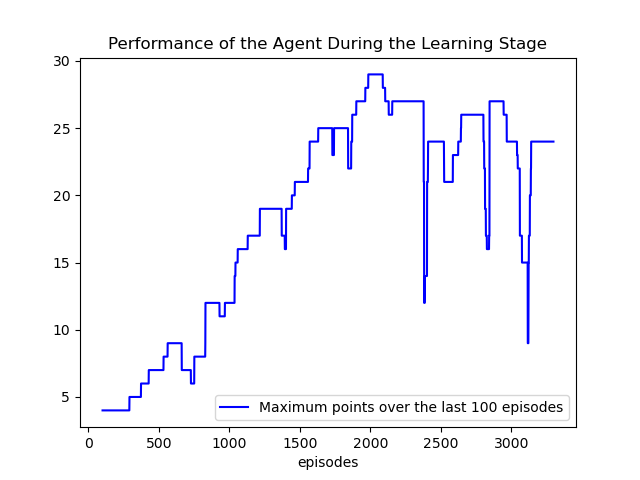 Performance of the Agent During the Learning Stage
30
25
20
15
10
5
Maximum points over the last 100 episodes
0 500 1000 1500 2000 2500 3000
episodes